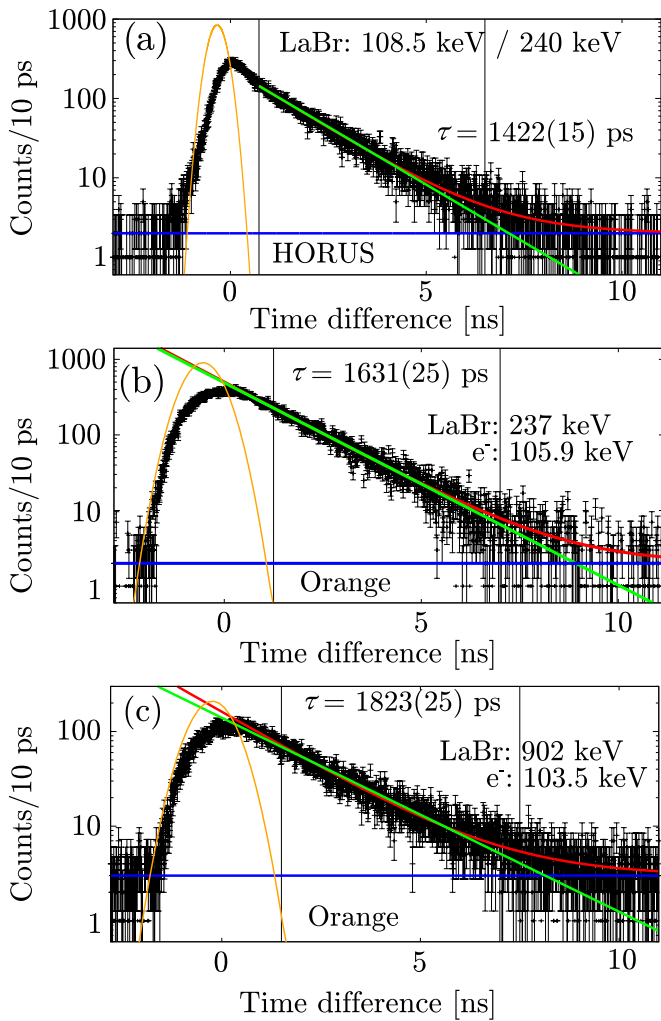 (a)
LaBr: 108.5 keV / 240 keV
τ = 1422(15) ps
HORUS
Counts/10 ps
1000
100
10
1
0
5
10
Time difference [ns]
(b)
τ = 1631(25) ps
LaBr: 237 keV
e⁻: 105.9 keV
Orange
Counts/10 ps
1000
100
10
1
0
5
10
Time difference [ns]
(c)
τ = 1823(25) ps
LaBr: 902 keV
e⁻: 103.5 keV
Orange
Counts/10 ps
100
10
1
0
5
10
Time difference [ns]